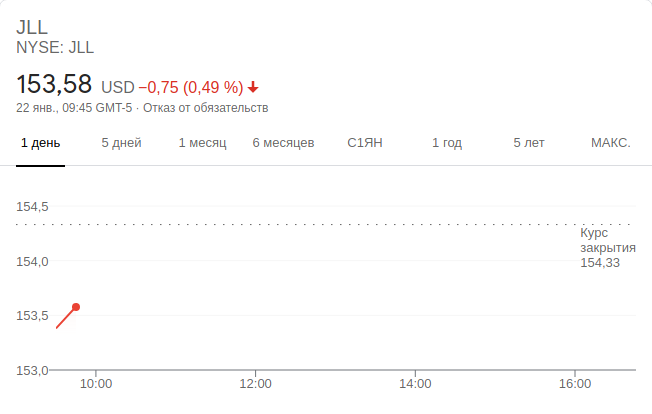 JLL
NYSE: JLL
153,58 USD −0,75 (0,49 %)
22 янв., 09:45 GMT-5 · Отказ от обязательств
1 день 5 дней 1 месяц 6 месяцев С1ЯН 1 год 5 лет МАКС.
154,5
154,0
153,5
153,0
Курс
закрытия
154,33
10:00 12:00 14:00 16:00